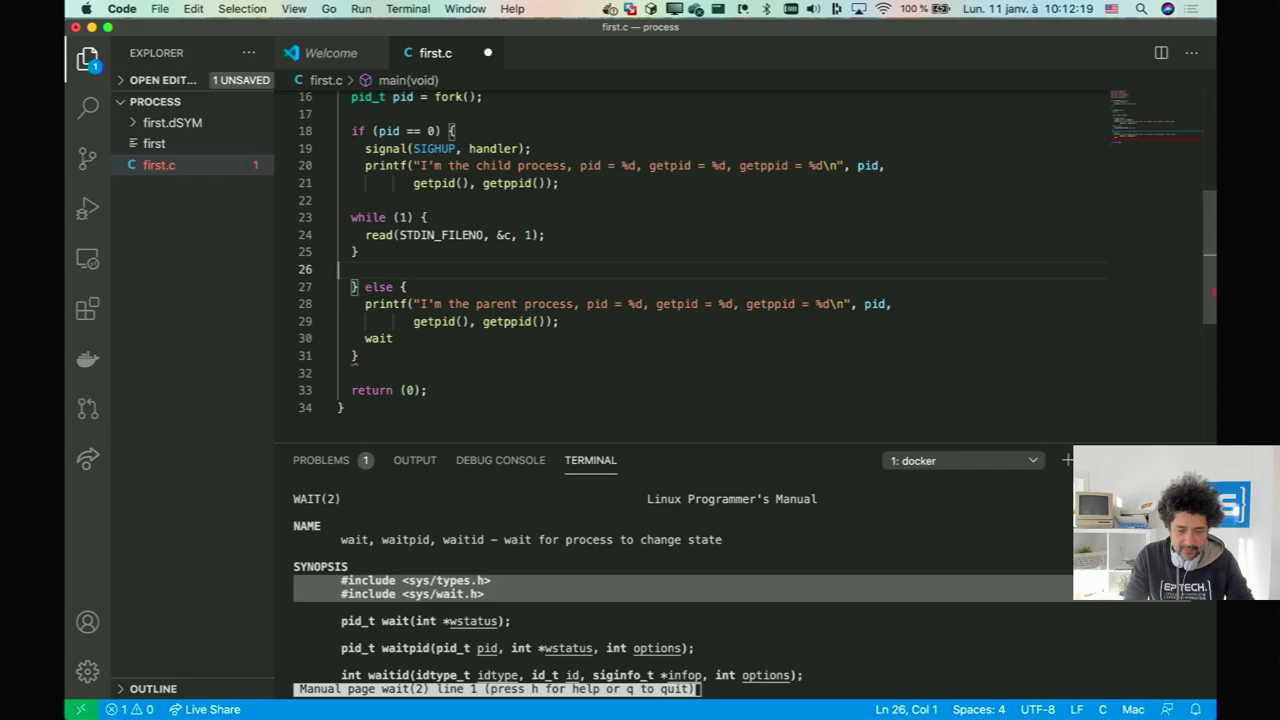 Code File Edit Selection View Go Run Terminal Window Help 100 % Lun. 11 janv. à 10:12:19
first.c — process
EXPLORER ··· Welcome first.c
OPEN EDIT... 1 UNSAVED
first.c > main(void)
PROCESS
first.dSYM
first
first.c 1
16 pid_t pid = fork();
17
18 if (pid == 0) {
19 signal(SIGHUP, handler);
20 printf("I'm the child process, pid = %d, getpid = %d, getppid = %d\n", pid,
21 getpid(), getppid());
22
23 while (1) {
24 read(STDIN_FILENO, &c, 1);
25 }
26
27 } else {
28 printf("I'm the parent process, pid = %d, getpid = %d, getppid = %d\n", pid,
29 getpid(), getppid());
30 wait
31 }
32
33 return (0);
34 }
PROBLEMS 1 OUTPUT DEBUG CONSOLE TERMINAL 1: docker
WAIT(2) Linux Programmer's Manual
NAME
wait, waitpid, waitid - wait for process to change state
SYNOPSIS
#include <sys/types.h>
#include <sys/wait.h>
pid_t wait(int *wstatus);
pid_t waitpid(pid_t pid, int *wstatus, int options);
int waitid(idtype_t idtype, id_t id, siginfo_t *infop, int options);
Manual page wait(2) line 1 (press h for help or q to quit)
EPITECH.
OUTLINE
1 0 Live Share Ln 26, Col 1 Spaces: 4 UTF-8 LF C Mac